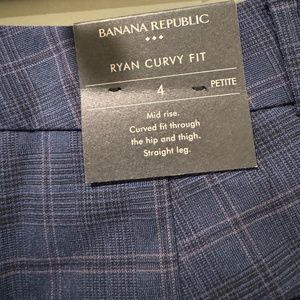 BANANA REPUBLIC
RYAN CURVY FIT
4 PETITE
Mid rise.
Curved fit through
the hip and thigh.
Straight leg.